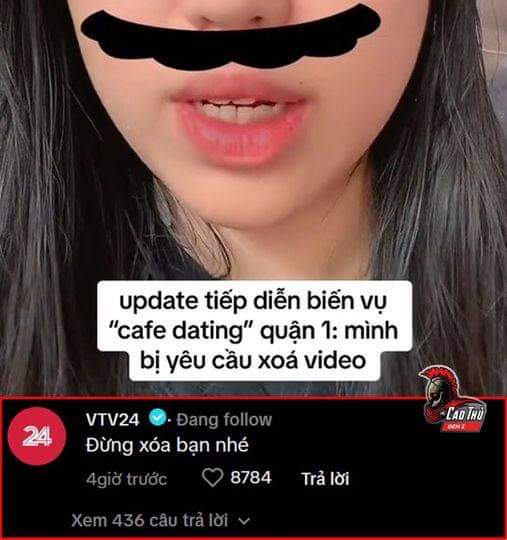 update tiếp diễn biến vụ
“cafe dating” quận 1: mình
bị yêu cầu xoá video
CAO THỦ
GEN Z
24
VTV24 · Đang follow
Đừng xóa bạn nhé
4giờ trước 8784 Trả lời
Xem 436 câu trả lời